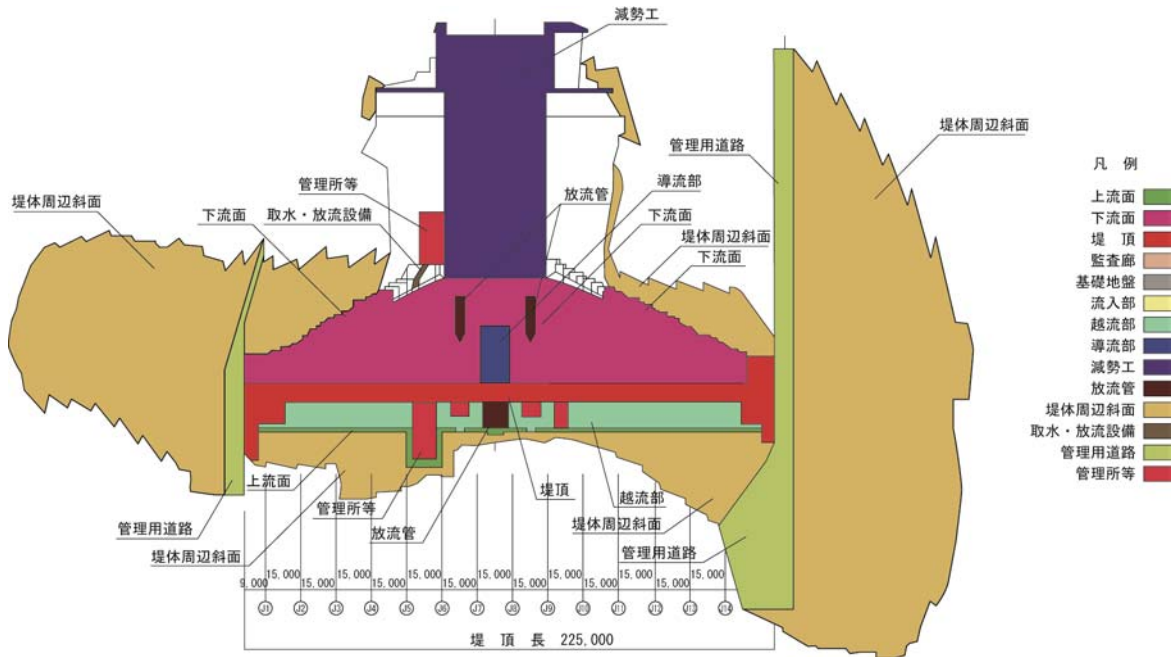 減勢工
管理用道路
堤体周辺斜面
凡 例
管理所等
放流管
導流部
堤体周辺斜面
下流面
取水・放流設備
下流面
堤体周辺斜面
下流面
上流面
下流面
堤 頂
監査廊
基礎地盤
流入部
越流部
導流部
減勢工
放流管
堤体周辺斜面
取水・放流設備
管理用道路
管理所等
上流面
管理所等
堤頂
越流部
管理用道路
堤体周辺斜面
放流管
堤体周辺斜面
管理用道路
9,000 15,000 15,000 15,000 15,000 15,000 15,000 15,000 15,000 15,000 15,000 15,000 15,000 15,000
J1 J2 J3 J4 J5 J6 J7 J8 J9 J10 J11 J12 J13 J14
堤 頂 長 225,000